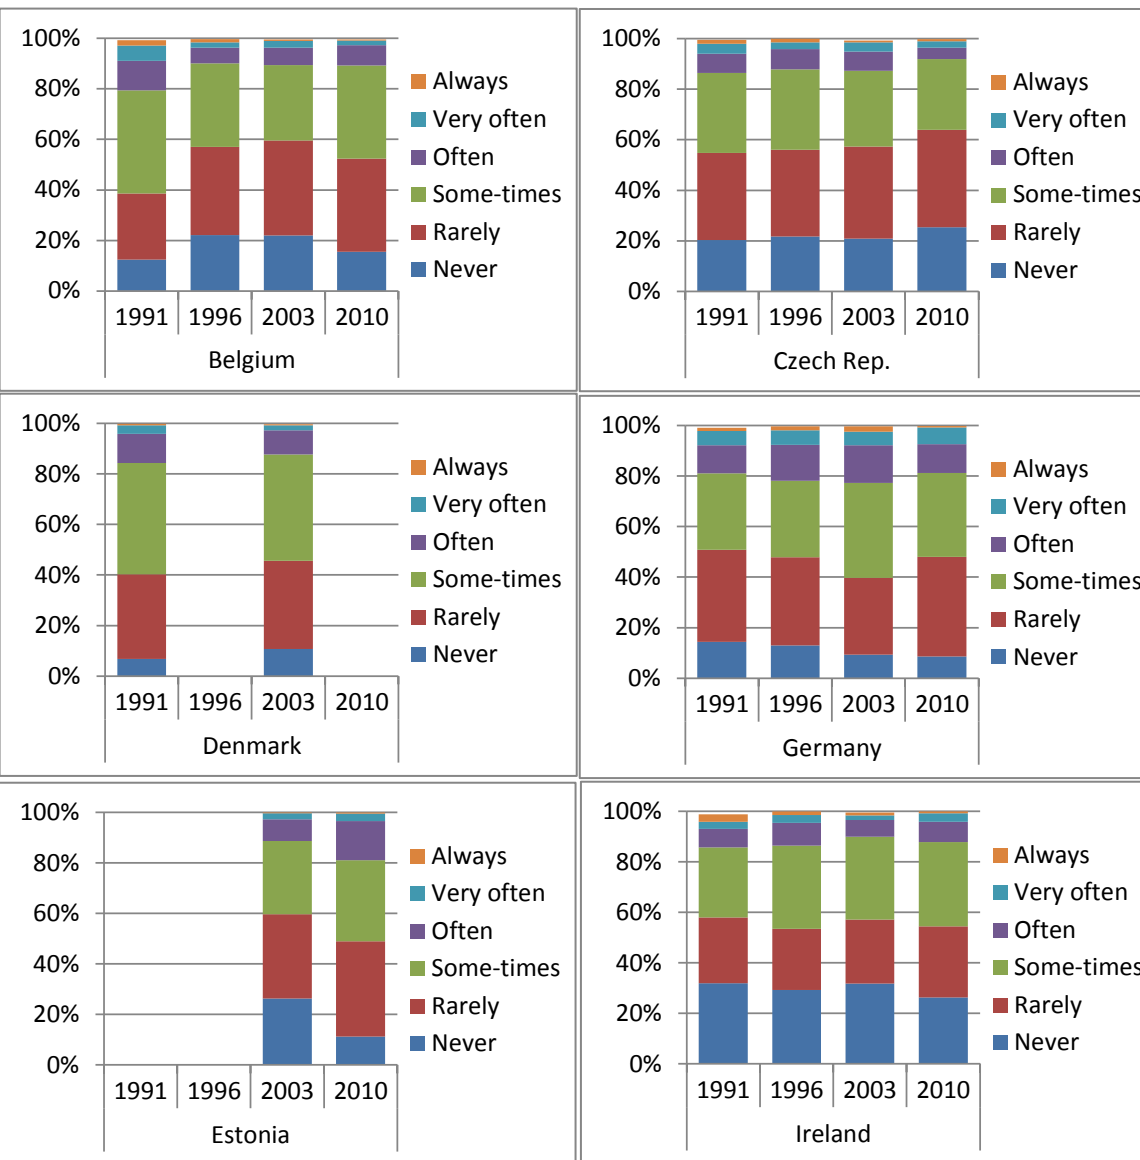 100%
80%
60%
40%
20%
0%
1991 1996 2003 2010
Belgium
Always
Very often
Often
Some-times
Rarely
Never
100%
80%
60%
40%
20%
0%
1991 1996 2003 2010
Czech Rep.
Always
Very often
Often
Some-times
Rarely
Never
100%
80%
60%
40%
20%
0%
1991 1996 2003 2010
Denmark
Always
Very often
Often
Some-times
Rarely
Never
100%
80%
60%
40%
20%
0%
1991 1996 2003 2010
Germany
Always
Very often
Often
Some-times
Rarely
Never
100%
80%
60%
40%
20%
0%
1991 1996 2003 2010
Estonia
Always
Very often
Often
Some-times
Rarely
Never
100%
80%
60%
40%
20%
0%
1991 1996 2003 2010
Ireland
Always
Very often
Often
Some-times
Rarely
Never